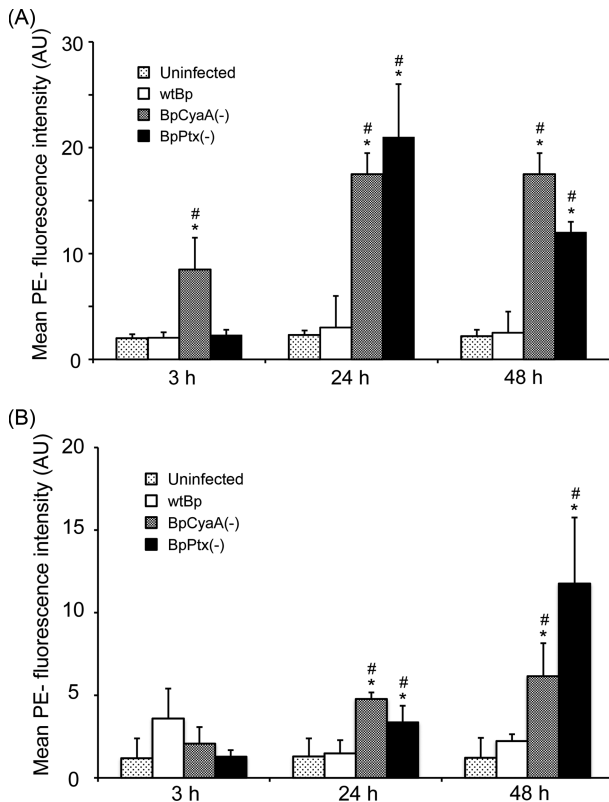 (A)
Mean PE- fluorescence intensity (AU)
30
20
10
0
Uninfected
wtBp
BpCyaA(-)
BpPtx(-)
#
*
#
*
#
*
#
*
#
*
3 h
24 h
48 h
(B)
Mean PE- fluorescence intensity (AU)
20
15
10
5
0
Uninfected
wtBp
BpCyaA(-)
BpPtx(-)
#
*
#
*
#
*
#
*
3 h
24 h
48 h